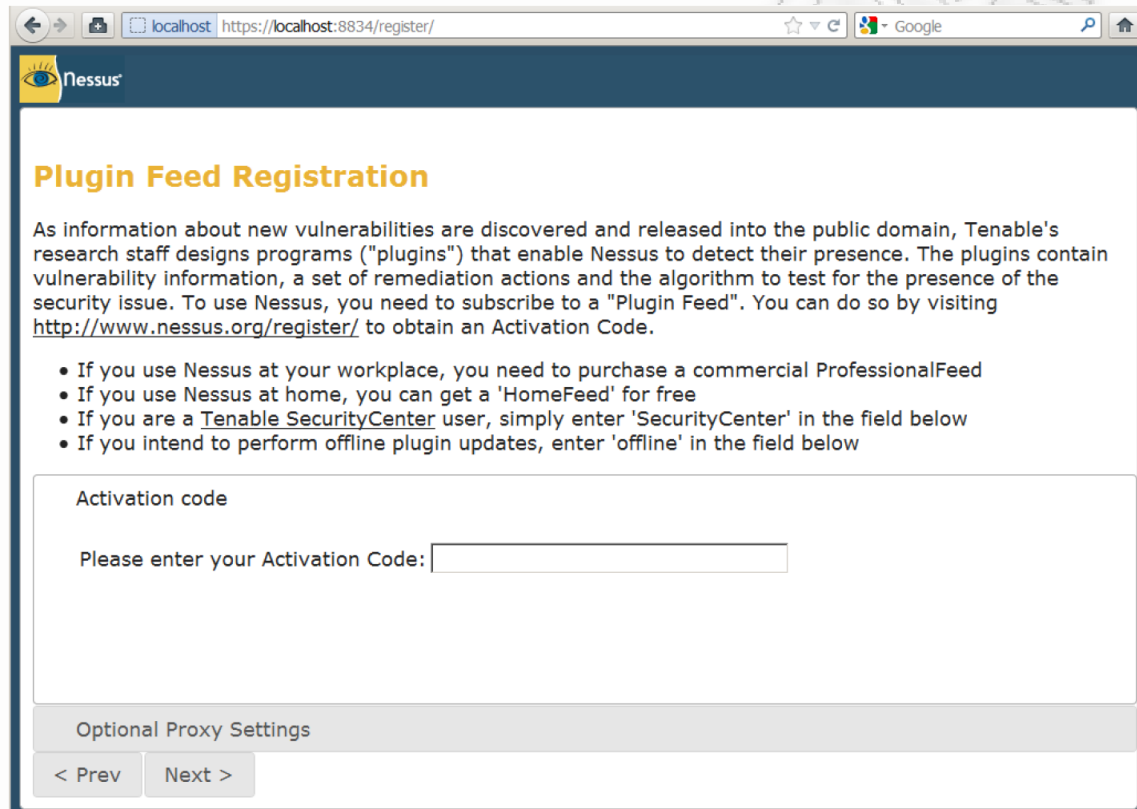 localhost https://localhost:8834/register/
Google
Nessus
Plugin Feed Registration
As information about new vulnerabilities are discovered and released into the public domain, Tenable's
research staff designs programs ("plugins") that enable Nessus to detect their presence. The plugins contain
vulnerability information, a set of remediation actions and the algorithm to test for the presence of the
security issue. To use Nessus, you need to subscribe to a "Plugin Feed". You can do so by visiting
http://www.nessus.org/register/ to obtain an Activation Code.
• If you use Nessus at your workplace, you need to purchase a commercial ProfessionalFeed
• If you use Nessus at home, you can get a 'HomeFeed' for free
• If you are a Tenable SecurityCenter user, simply enter 'SecurityCenter' in the field below
• If you intend to perform offline plugin updates, enter 'offline' in the field below
Activation code
Please enter your Activation Code:
Optional Proxy Settings
< Prev Next >